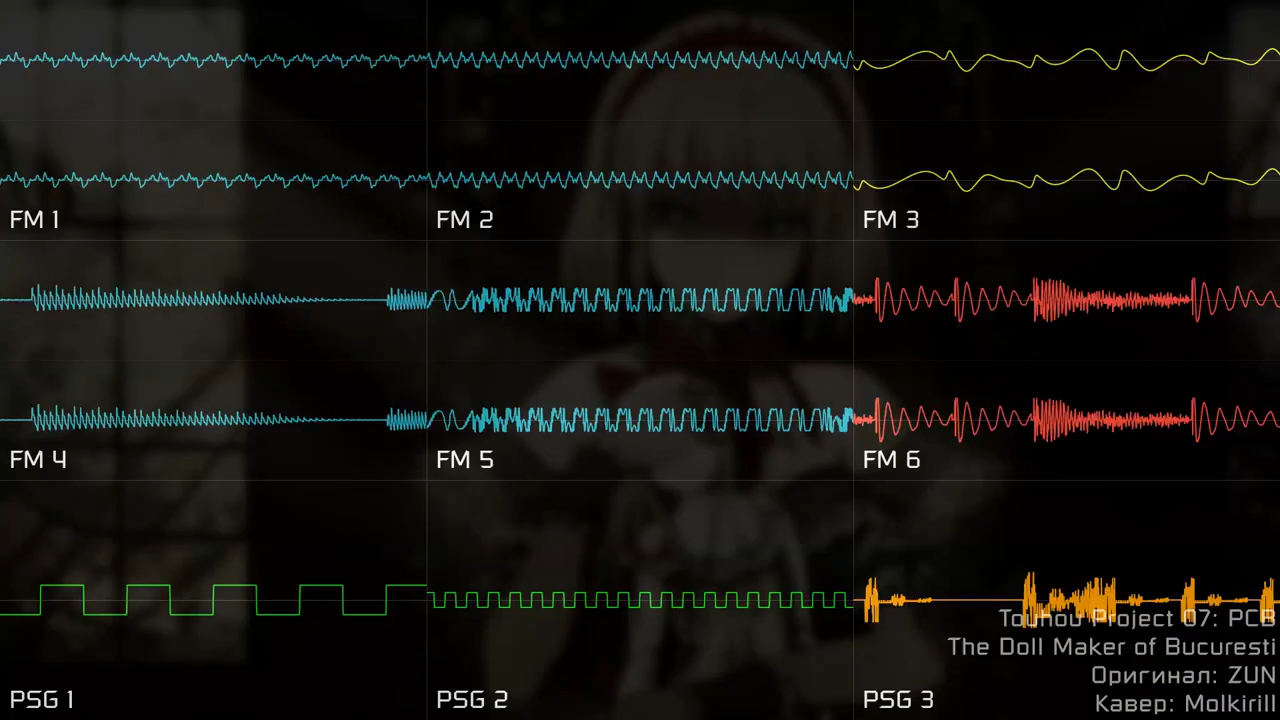 FM 1
FM 2
FM 3
FM 4
FM 5
FM 6
PSG 1
PSG 2
PSG 3
Touhou Project 07: PCB
The Doll Maker of Bucuresti
Оригинал: ZUN
Кавер: Molkirill